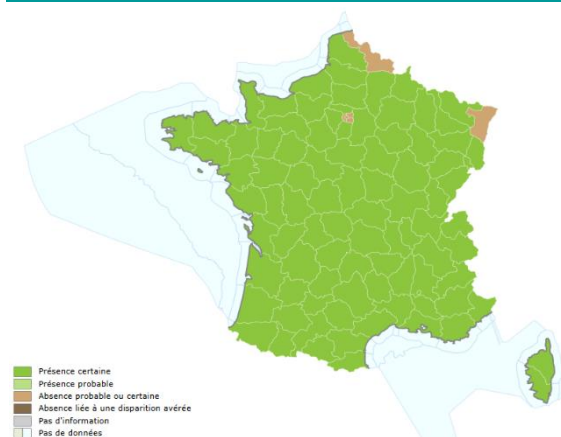 Présence certaine
Présence probable
Absence probable ou certaine
Absence liée à une disparition avérée
Pas d'information
Pas de données